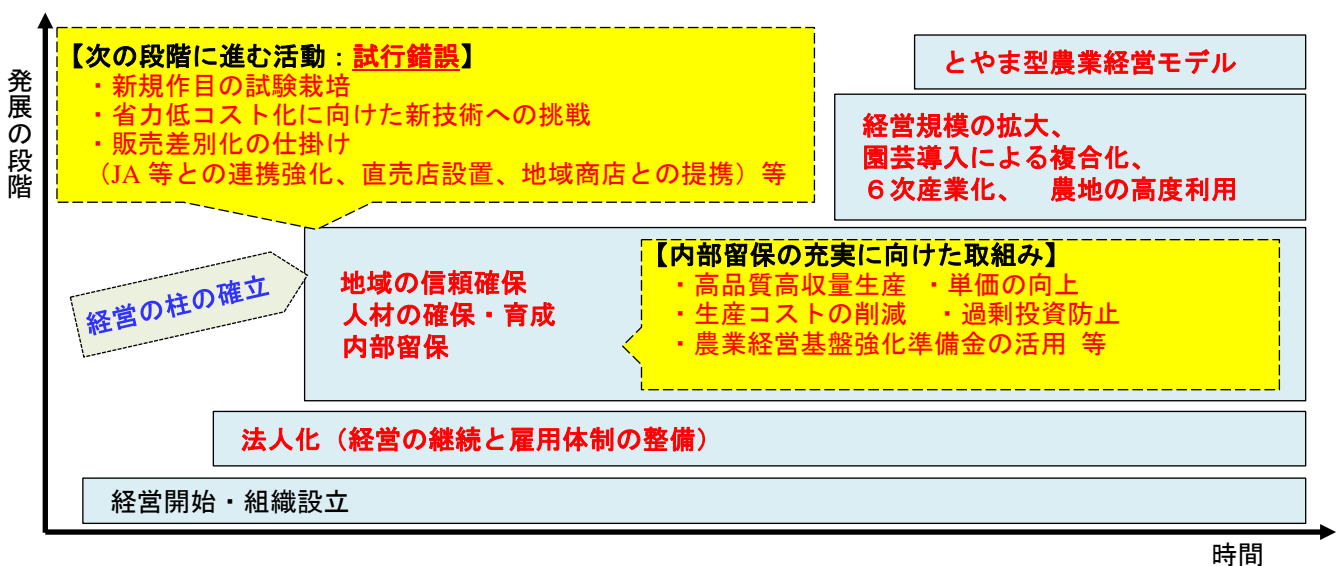 発展の段階
【次の段階に進む活動：試行錯誤】
・新規作目の試験栽培
・省力低コスト化に向けた新技術への挑戦
・販売差別化の仕掛け
（JA 等との連携強化、直売店設置、地域商店との提携）等
とやま型農業経営モデル
経営規模の拡大、
園芸導入による複合化、
６次産業化、　農地の高度利用
経営の柱の確立
地域の信頼確保
人材の確保・育成
内部留保
【内部留保の充実に向けた取組み】
・高品質高収量生産　・単価の向上
・生産コストの削減　・過剰投資防止
・農業経営基盤強化準備金の活用 等
法人化（経営の継続と雇用体制の整備）
経営開始・組織設立
時間